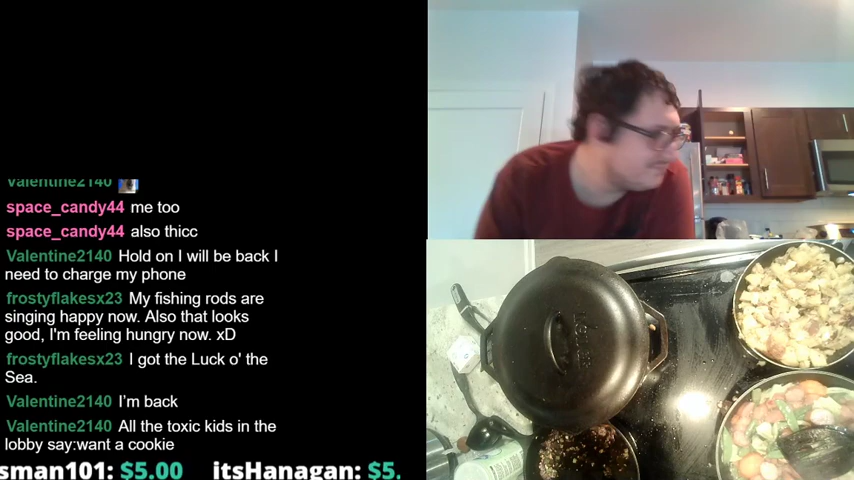 Valentine2140
space_candy44 me too
space_candy44 also thicc
Valentine2140 Hold on I will be back I
need to charge my phone
frostyflakesx23 My fishing rods are
singing happy now. Also that looks
good, I'm feeling hungry now. xD
frostyflakesx23 I got the Luck o' the
Sea.
Valentine2140 I'm back
Valentine2140 All the toxic kids in the
lobby say:want a cookie
sman101: $5.00 itsHanagan: $5.
LODGE